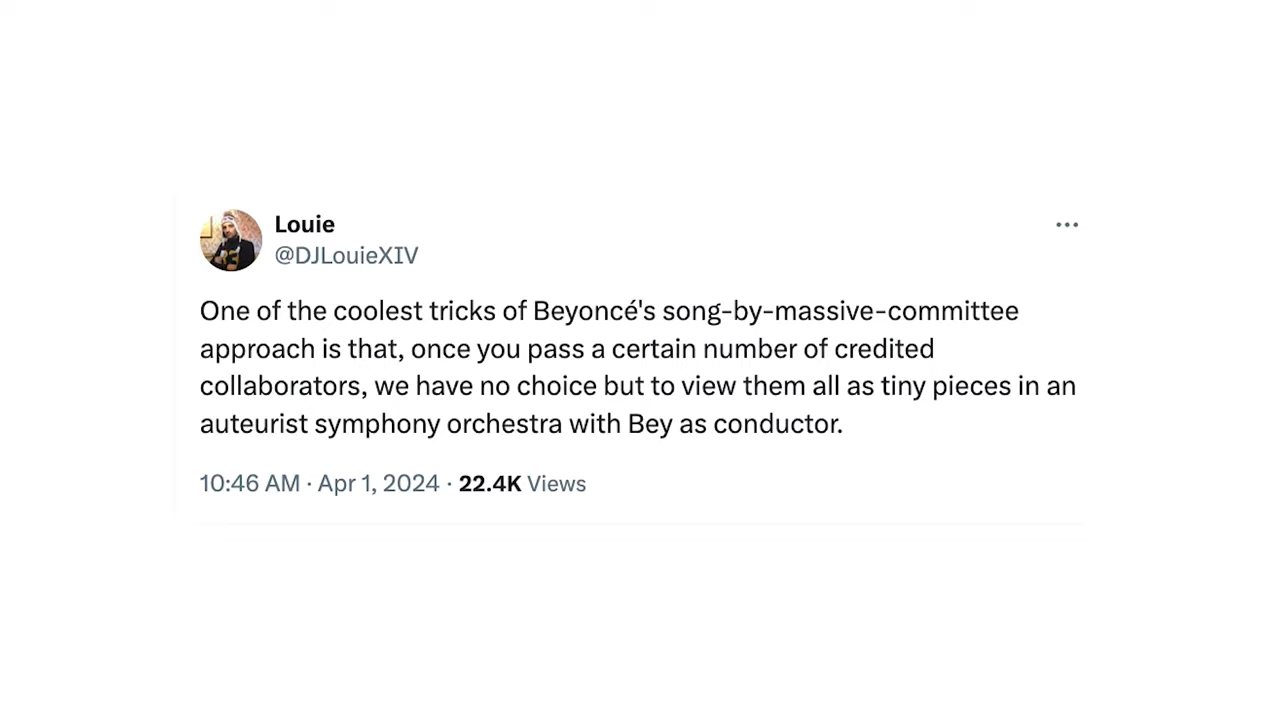 Louie
@DJLouieXIV
One of the coolest tricks of Beyoncé's song-by-massive-committee
approach is that, once you pass a certain number of credited
collaborators, we have no choice but to view them all as tiny pieces in an
auteurist symphony orchestra with Bey as conductor.
10:46 AM · Apr 1, 2024 · 22.4K Views